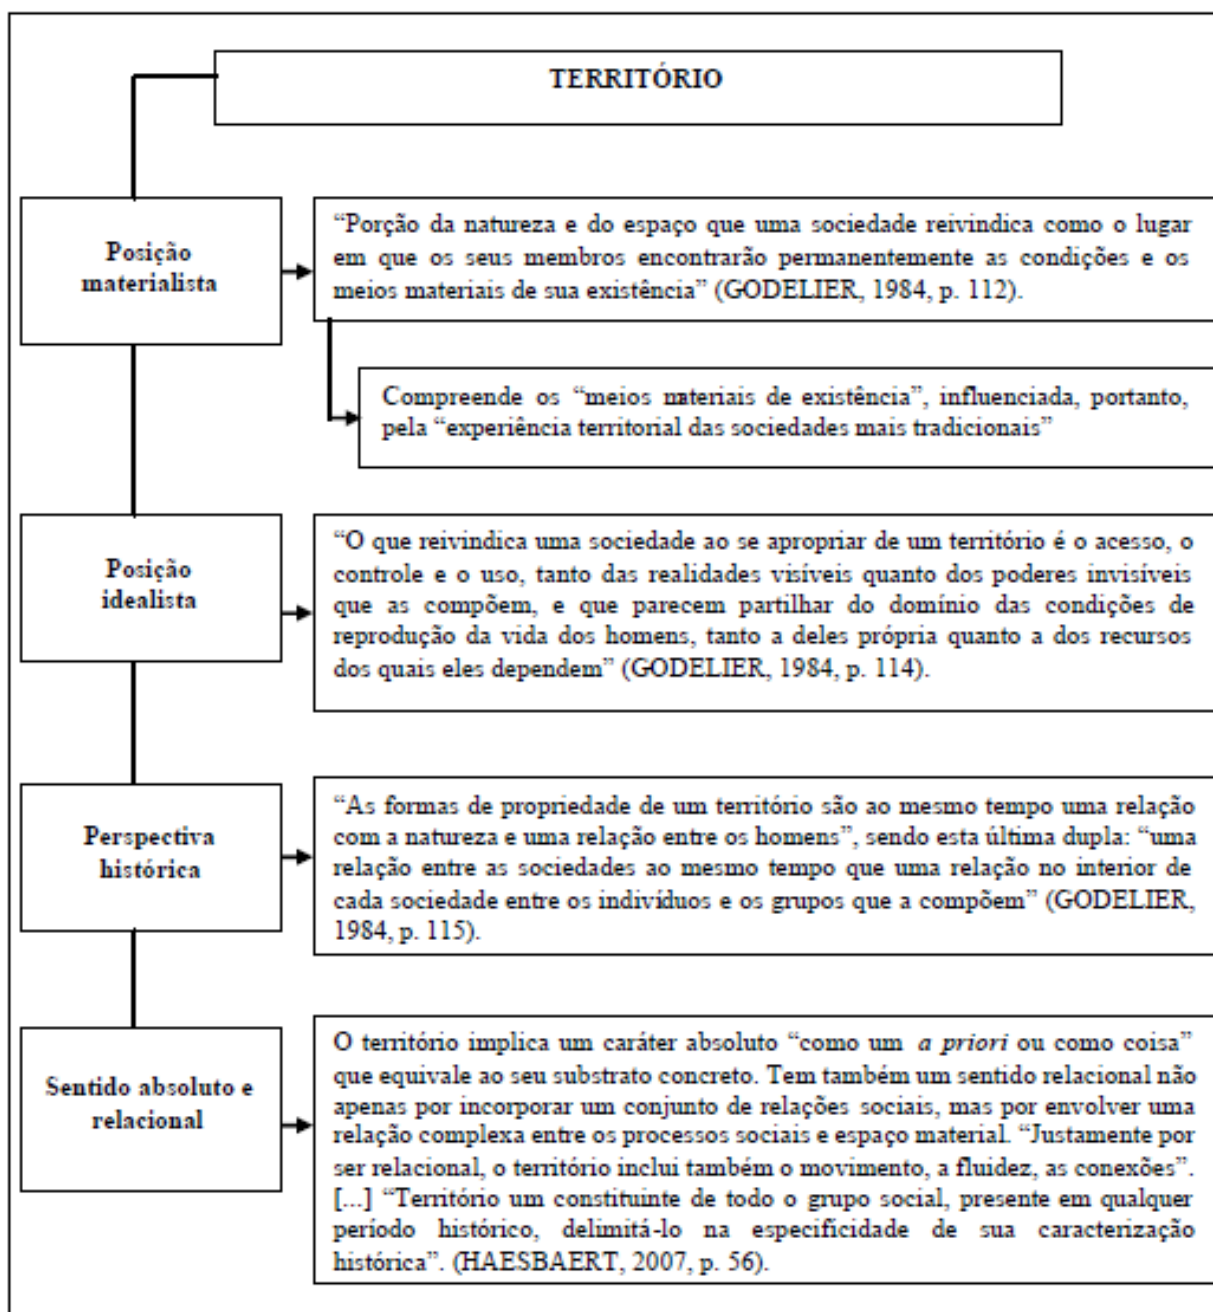 TERRITÓRIO
Posição
materialista
“Porção da natureza e do espaço que uma sociedade reivindica como o lugar
em que os seus membros encontrarão permanentemente as condições e os
meios materiais de sua existência” (GODELIER, 1984, p. 112).
Compreende os “meios materiais de existência”, influenciada, portanto,
pela “experiência territorial das sociedades mais tradicionais”
Posição
idealista
“O que reivindica uma sociedade ao se apropriar de um território é o acesso, o
controle e o uso, tanto das realidades visíveis quanto dos poderes invisíveis
que as compõem, e que parecem partilhar do domínio das condições de
reprodução da vida dos homens, tanto a deles própria quanto a dos recursos
dos quais eles dependem” (GODELIER, 1984, p. 114).
Perspectiva
histórica
“As formas de propriedade de um território são ao mesmo tempo uma relação
com a natureza e uma relação entre os homens”, sendo esta última dupla: “uma
relação entre as sociedades ao mesmo tempo que uma relação no interior de
cada sociedade entre os indivíduos e os grupos que a compõem” (GODELIER,
1984, p. 115).
Sentido absoluto e
relacional
O território implica um caráter absoluto “como um a priori ou como coisa”
que equivale ao seu substrato concreto. Tem também um sentido relacional não
apenas por incorporar um conjunto de relações sociais, mas por envolver uma
relação complexa entre os processos sociais e espaço material. “Justamente por
ser relacional, o território inclui também o movimento, a fluidez, as conexões”.
[...] “Território um constituinte de todo o grupo social, presente em qualquer
período histórico, delimitá-lo na especificidade de sua caracterização
histórica”. (HAESBAERT, 2007, p. 56).